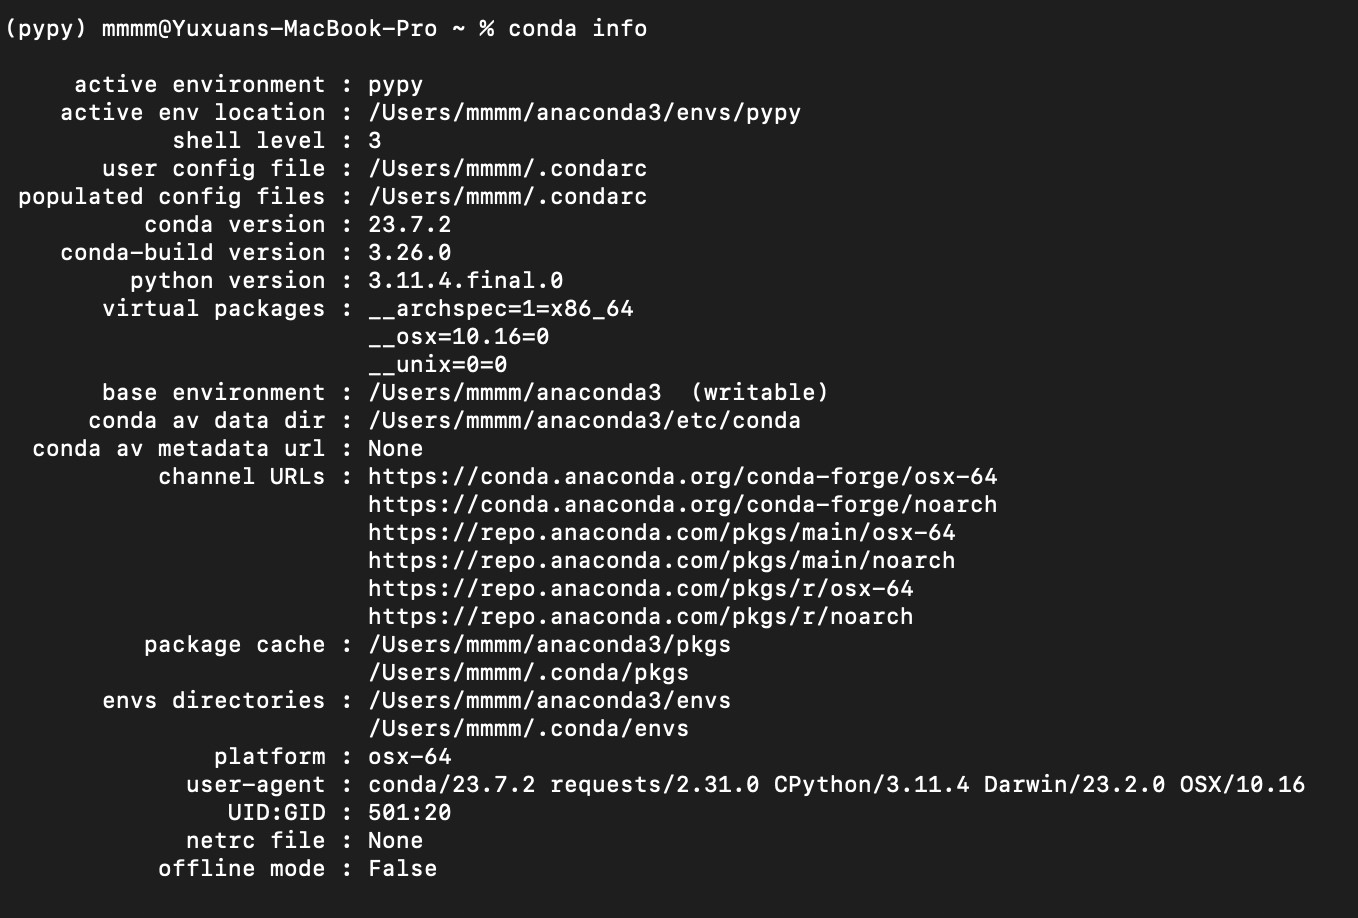 (pypy) mmmm@Yuxuans-MacBook-Pro ~ % conda info
active environment : pypy
active env location : /Users/mmmm/anaconda3/envs/pypy
shell level : 3
user config file : /Users/mmmm/.condarc
populated config files : /Users/mmmm/.condarc
conda version : 23.7.2
conda-build version : 3.26.0
python version : 3.11.4.final.0
virtual packages : __archspec=1=x86_64
__osx=10.16=0
__unix=0=0
base environment : /Users/mmmm/anaconda3  (writable)
conda av data dir : /Users/mmmm/anaconda3/etc/conda
conda av metadata url : None
channel URLs : https://conda.anaconda.org/conda-forge/osx-64
https://conda.anaconda.org/conda-forge/noarch
https://repo.anaconda.com/pkgs/main/osx-64
https://repo.anaconda.com/pkgs/main/noarch
https://repo.anaconda.com/pkgs/r/osx-64
https://repo.anaconda.com/pkgs/r/noarch
package cache : /Users/mmmm/anaconda3/pkgs
/Users/mmmm/.conda/pkgs
envs directories : /Users/mmmm/anaconda3/envs
/Users/mmmm/.conda/envs
platform : osx-64
user-agent : conda/23.7.2 requests/2.31.0 CPython/3.11.4 Darwin/23.2.0 OSX/10.16
UID:GID : 501:20
netrc file : None
offline mode : False